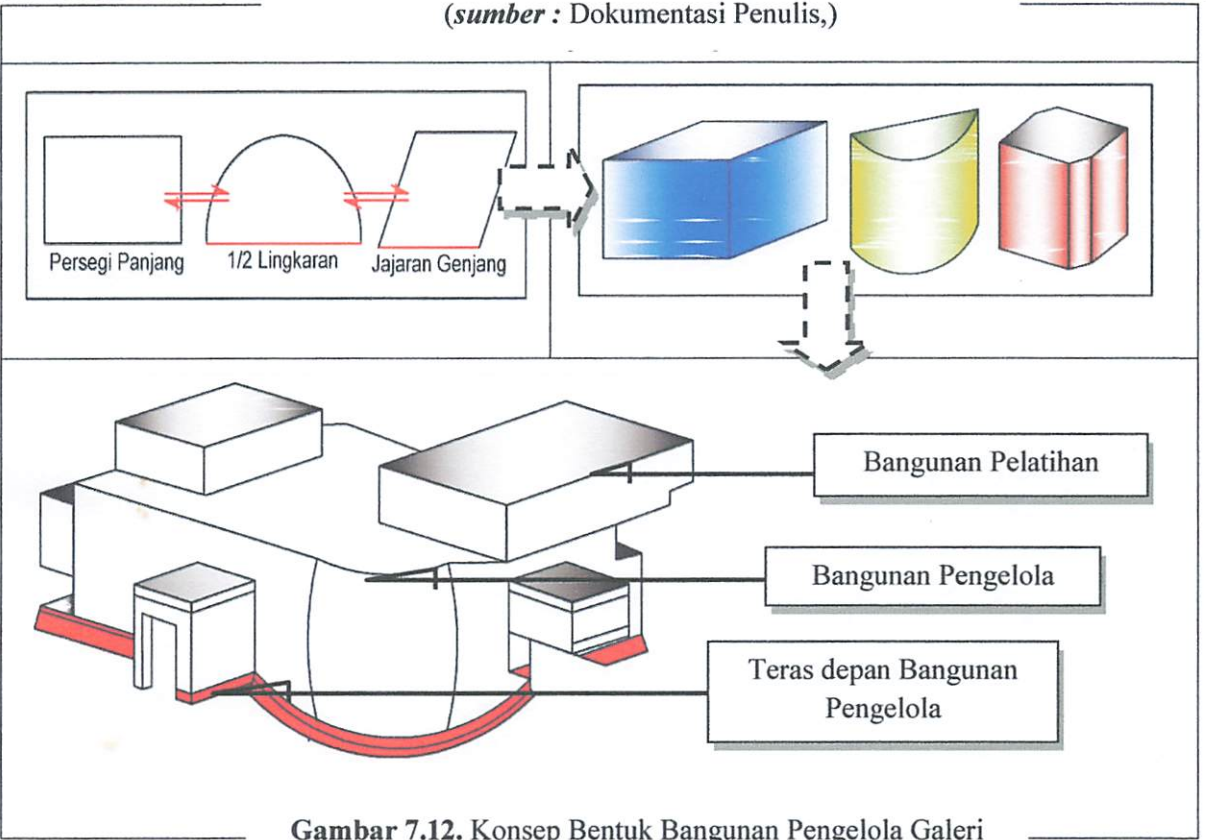 (sumber : Dokumentasi Penulis,)
Persegi Panjang
1/2 Lingkaran
Jajaran Genjang
Bangunan Pelatihan
Bangunan Pengelola
Teras depan Bangunan
Pengelola
Gambar 7.12. Konsep Bentuk Bangunan Pengelola Galeri